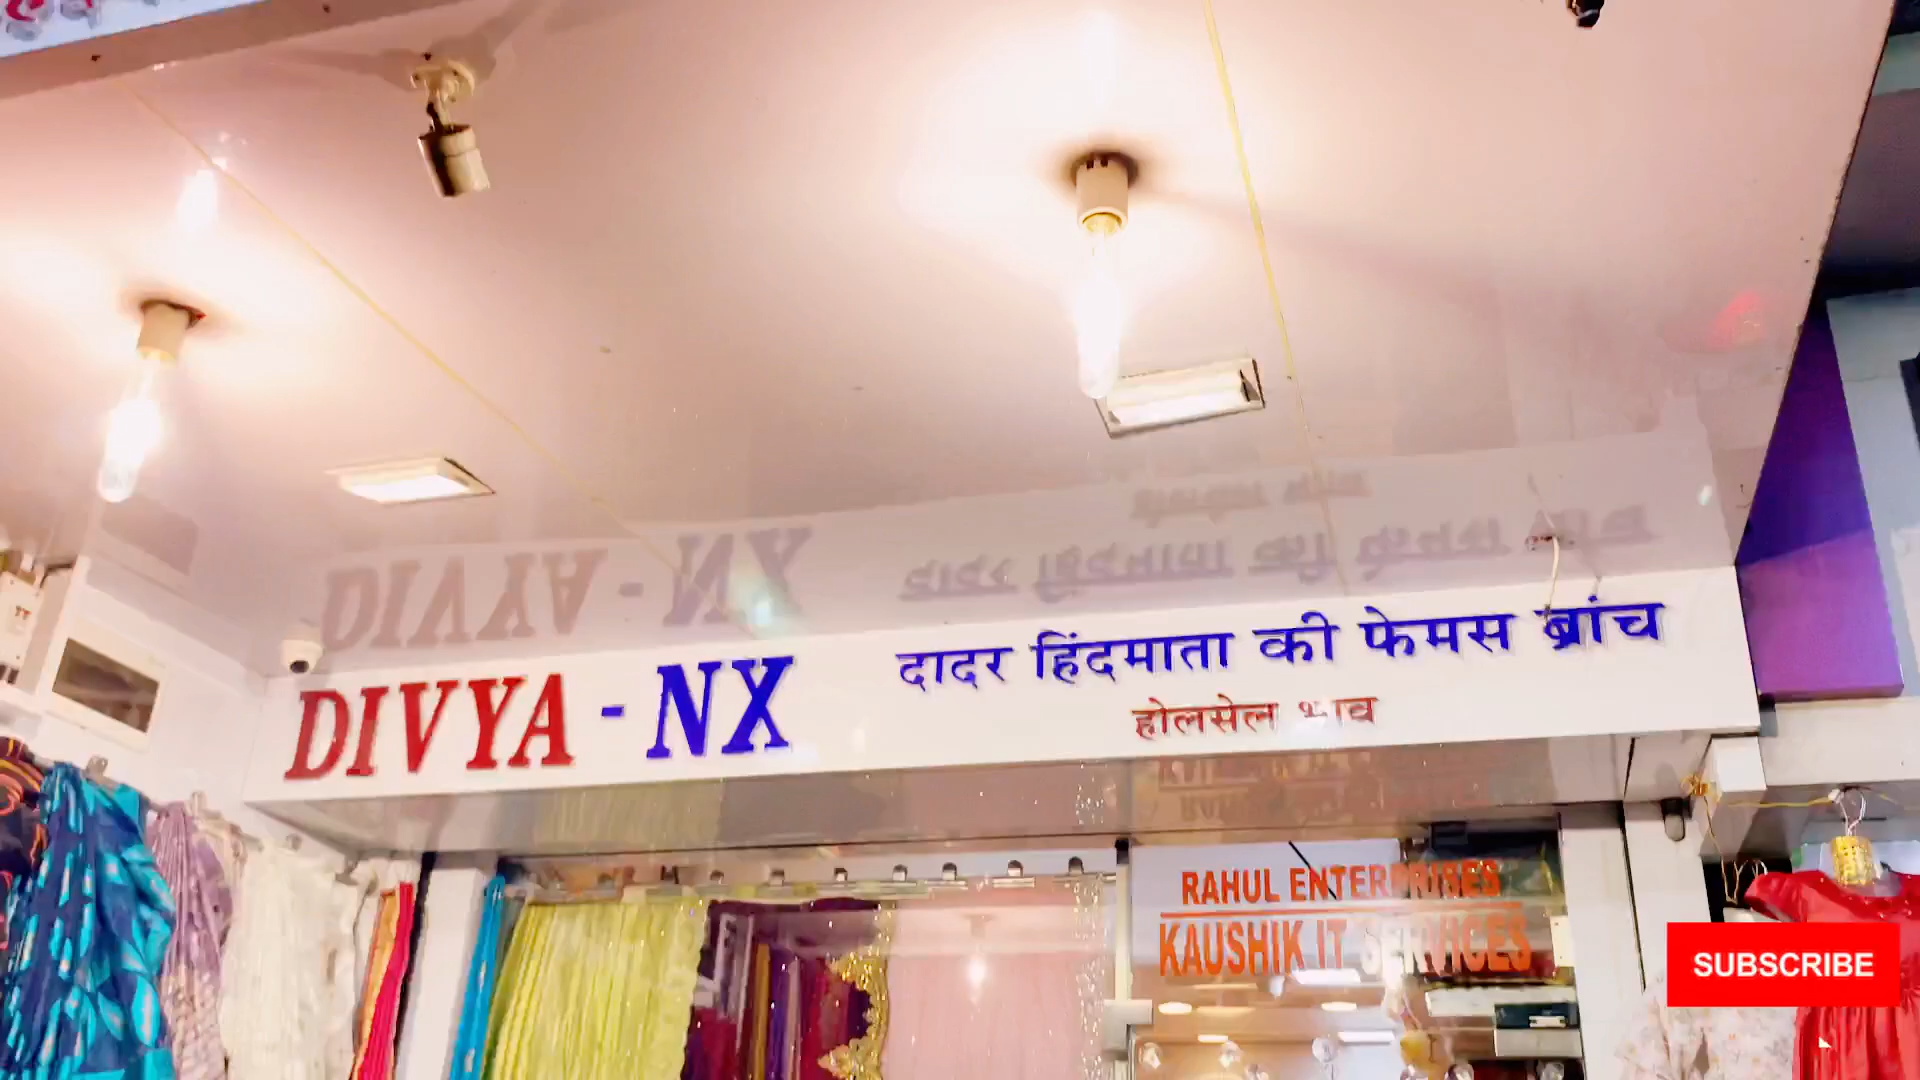 DIVYA - NX
दादर हिंदमाता की फेमस ब्रांच
होलसेल भाव
RAHUL ENTERPRISES
KAUSHIK IT SERVICES
SUBSCRIBE